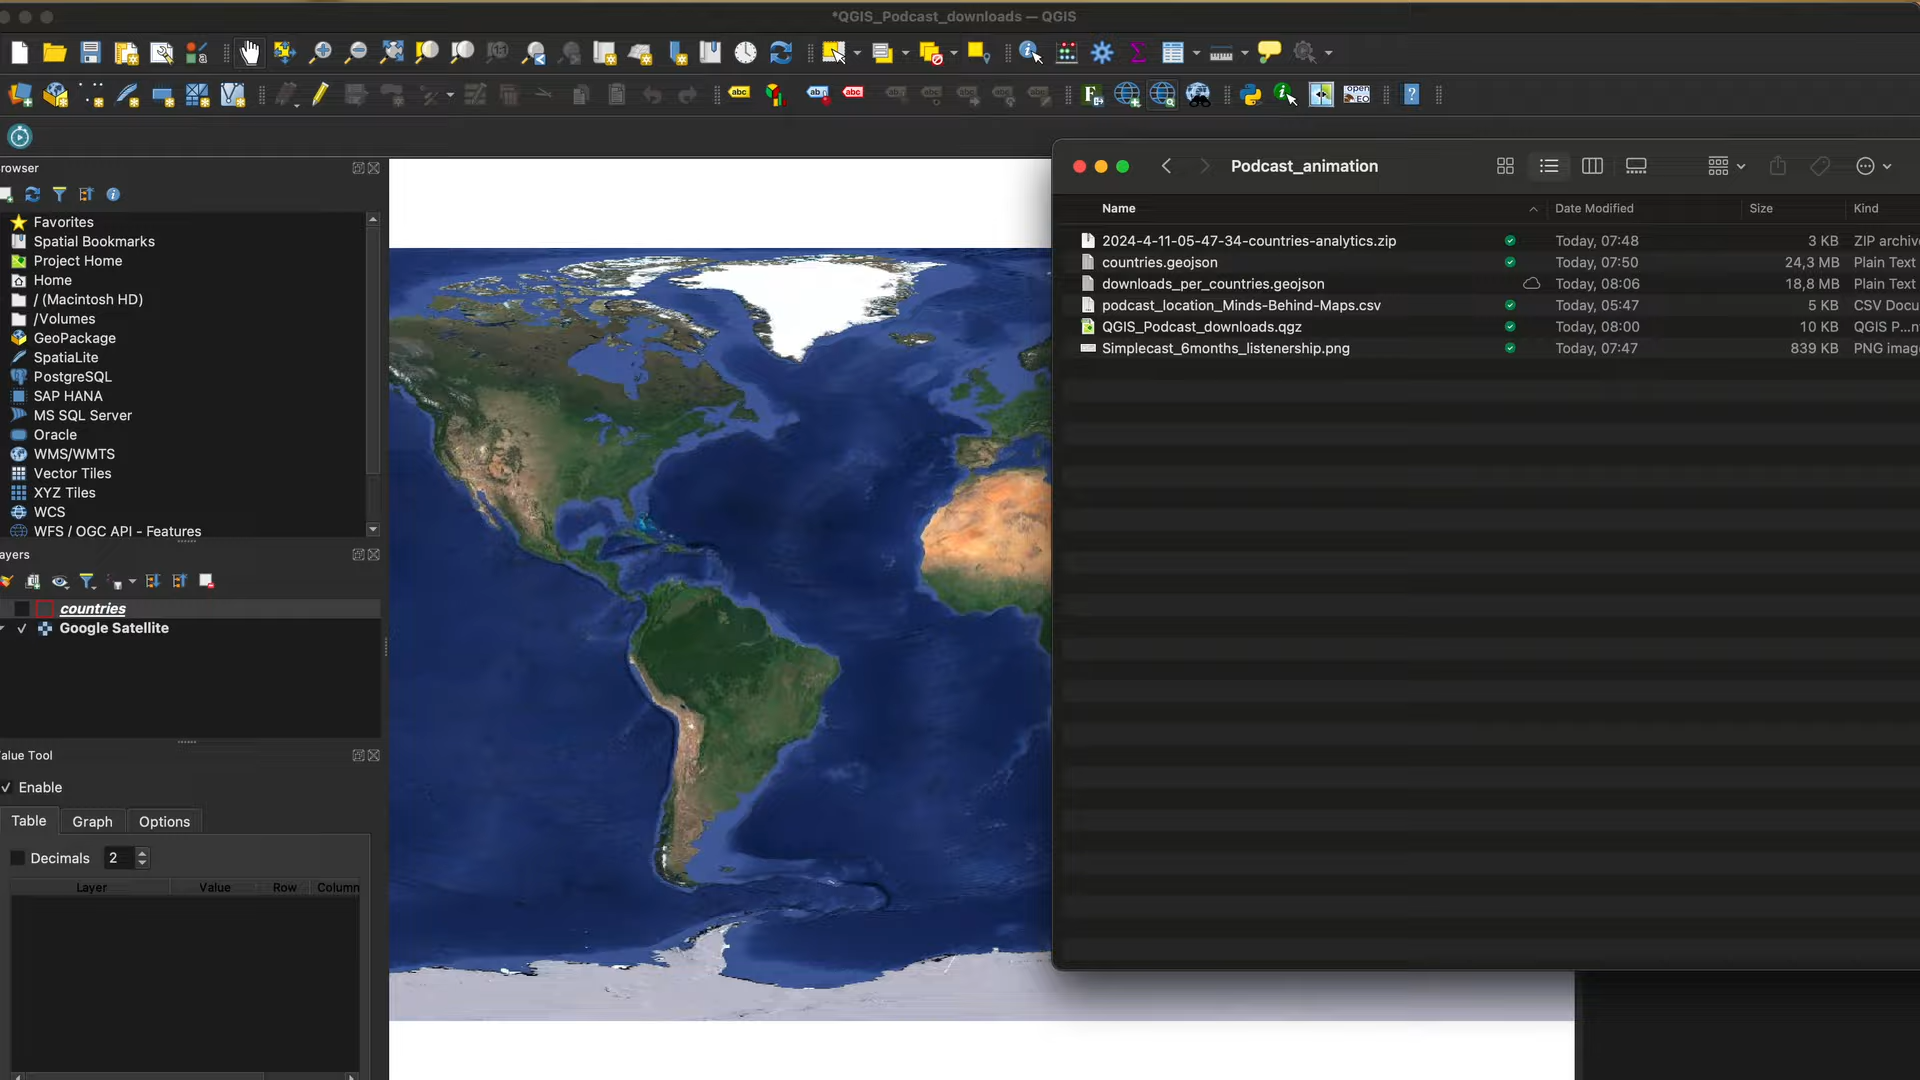 *QGIS_Podcast_downloads — QGIS
rowser
Favorites
Spatial Bookmarks
Project Home
Home
/ (Macintosh HD)
/Volumes
GeoPackage
SpatiaLite
PostgreSQL
SAP HANA
MS SQL Server
Oracle
WMS/WMTS
Vector Tiles
XYZ Tiles
WCS
WFS / OGC API - Features
ayers
countries
Google Satellite
alue Tool
Enable
Table Graph Options
Decimals 2
Layer Value Row Column
Podcast_animation
Name Date Modified Size Kind
2024-4-11-05-47-34-countries-analytics.zip Today, 07:48 3 KB ZIP archive
countries.geojson Today, 07:50 24,3 MB Plain Text
downloads_per_countries.geojson Today, 08:06 18,8 MB Plain Text
podcast_location_Minds-Behind-Maps.csv Today, 05:47 5 KB CSV Docu
QGIS_Podcast_downloads.qgz Today, 08:00 10 KB QGIS P...n
Simplecast_6months_listenership.png Today, 07:47 839 KB PNG imag